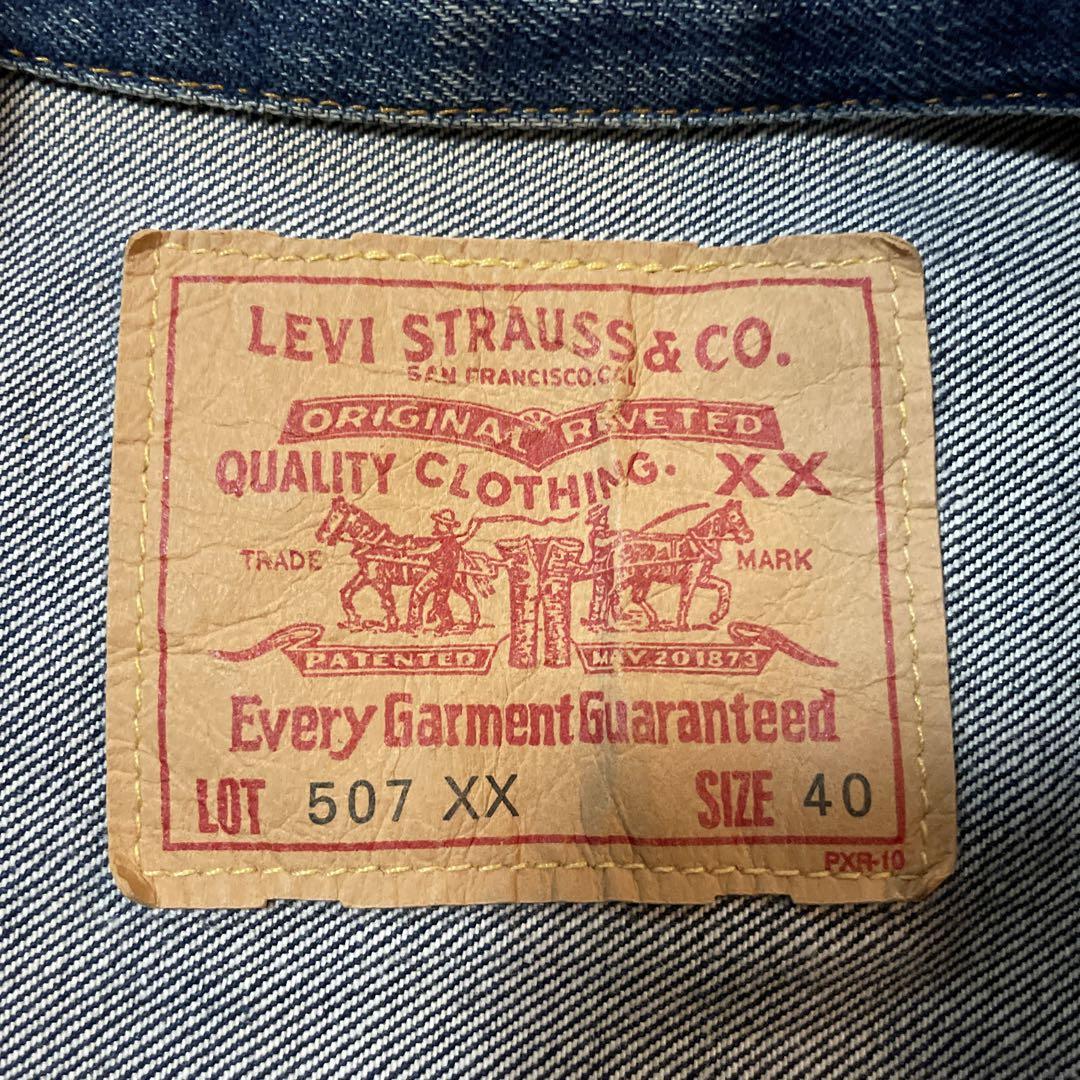 LEVI STRAUSS & CO.
SAN FRANCISCO.CAL
ORIGINAL RIVETED
QUALITY CLOTHING. XX
TRADE MARK
PATENTED MAY.20 1873
Every Garment Guaranteed
LOT 507 XX SIZE 40
PXR-10